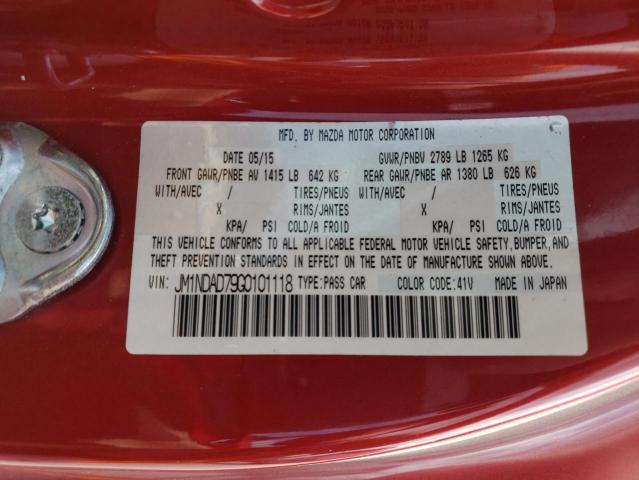 MFD. BY MAZDA MOTOR CORPORATION
DATE 05/15 GVWR/PNBV 2789 LB 1265 KG
FRONT GAWR/PNBE AV 1415 LB 642 KG REAR GAWR/PNBE AR 1380 LB 626 KG
WITH/AVEC / TIRES/PNEUS WITH/AVEC / TIRES/PNEUS
X RIMS/JANTES X RIMS/JANTES
KPA/ PSI COLD/A FROID KPA/ PSI COLD/A FROID
THIS VEHICLE CONFORMS TO ALL APPLICABLE FEDERAL MOTOR VEHICLE SAFETY, BUMPER, AND
THEFT PREVENTION STANDARDS IN EFFECT ON THE DATE OF MANUFACTURE SHOWN ABOVE.
VIN: JM1NDAD79G0101118 TYPE: PASS CAR COLOR CODE: 41V MADE IN JAPAN